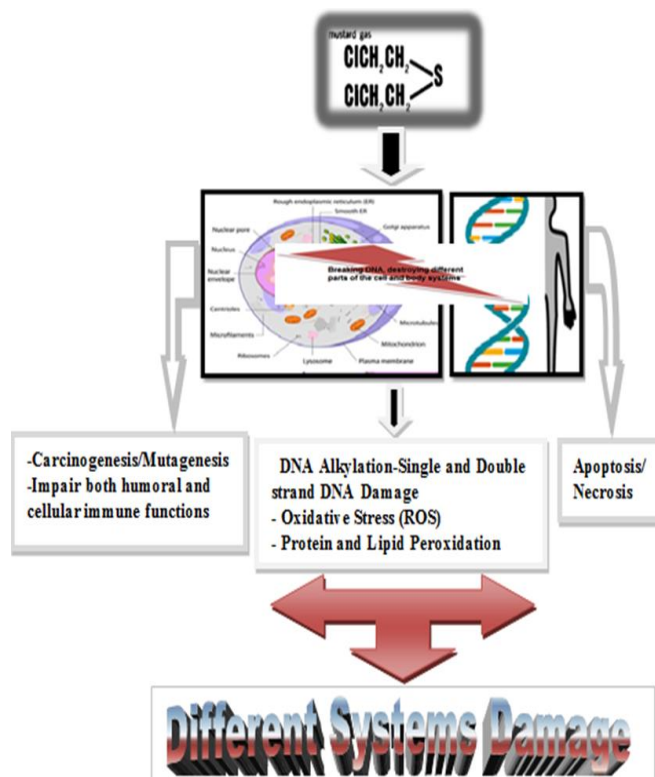 mustard gas
ClCH2CH2
S
ClCH2CH2
Rough endoplasmic reticulum (ER)
Smooth ER
Nuclear pore
Golgi apparatus
Nucleus
Nuclear
envelope
Breaking DNA, destroying different
parts of the cell and body systems
Centrioles
Microtubules
Microfilaments
Mitochondrion
Ribosomes
Lysosome
Plasma membrane
-Carcinogenesis/Mutagenesis
-Impair both humoral and
cellular immune functions
DNA Alkylation-Single and Double
strand DNA Damage
- Oxidative Stress (ROS)
- Protein and Lipid Peroxidation
Apoptosis/
Necrosis
Different Systems Damage